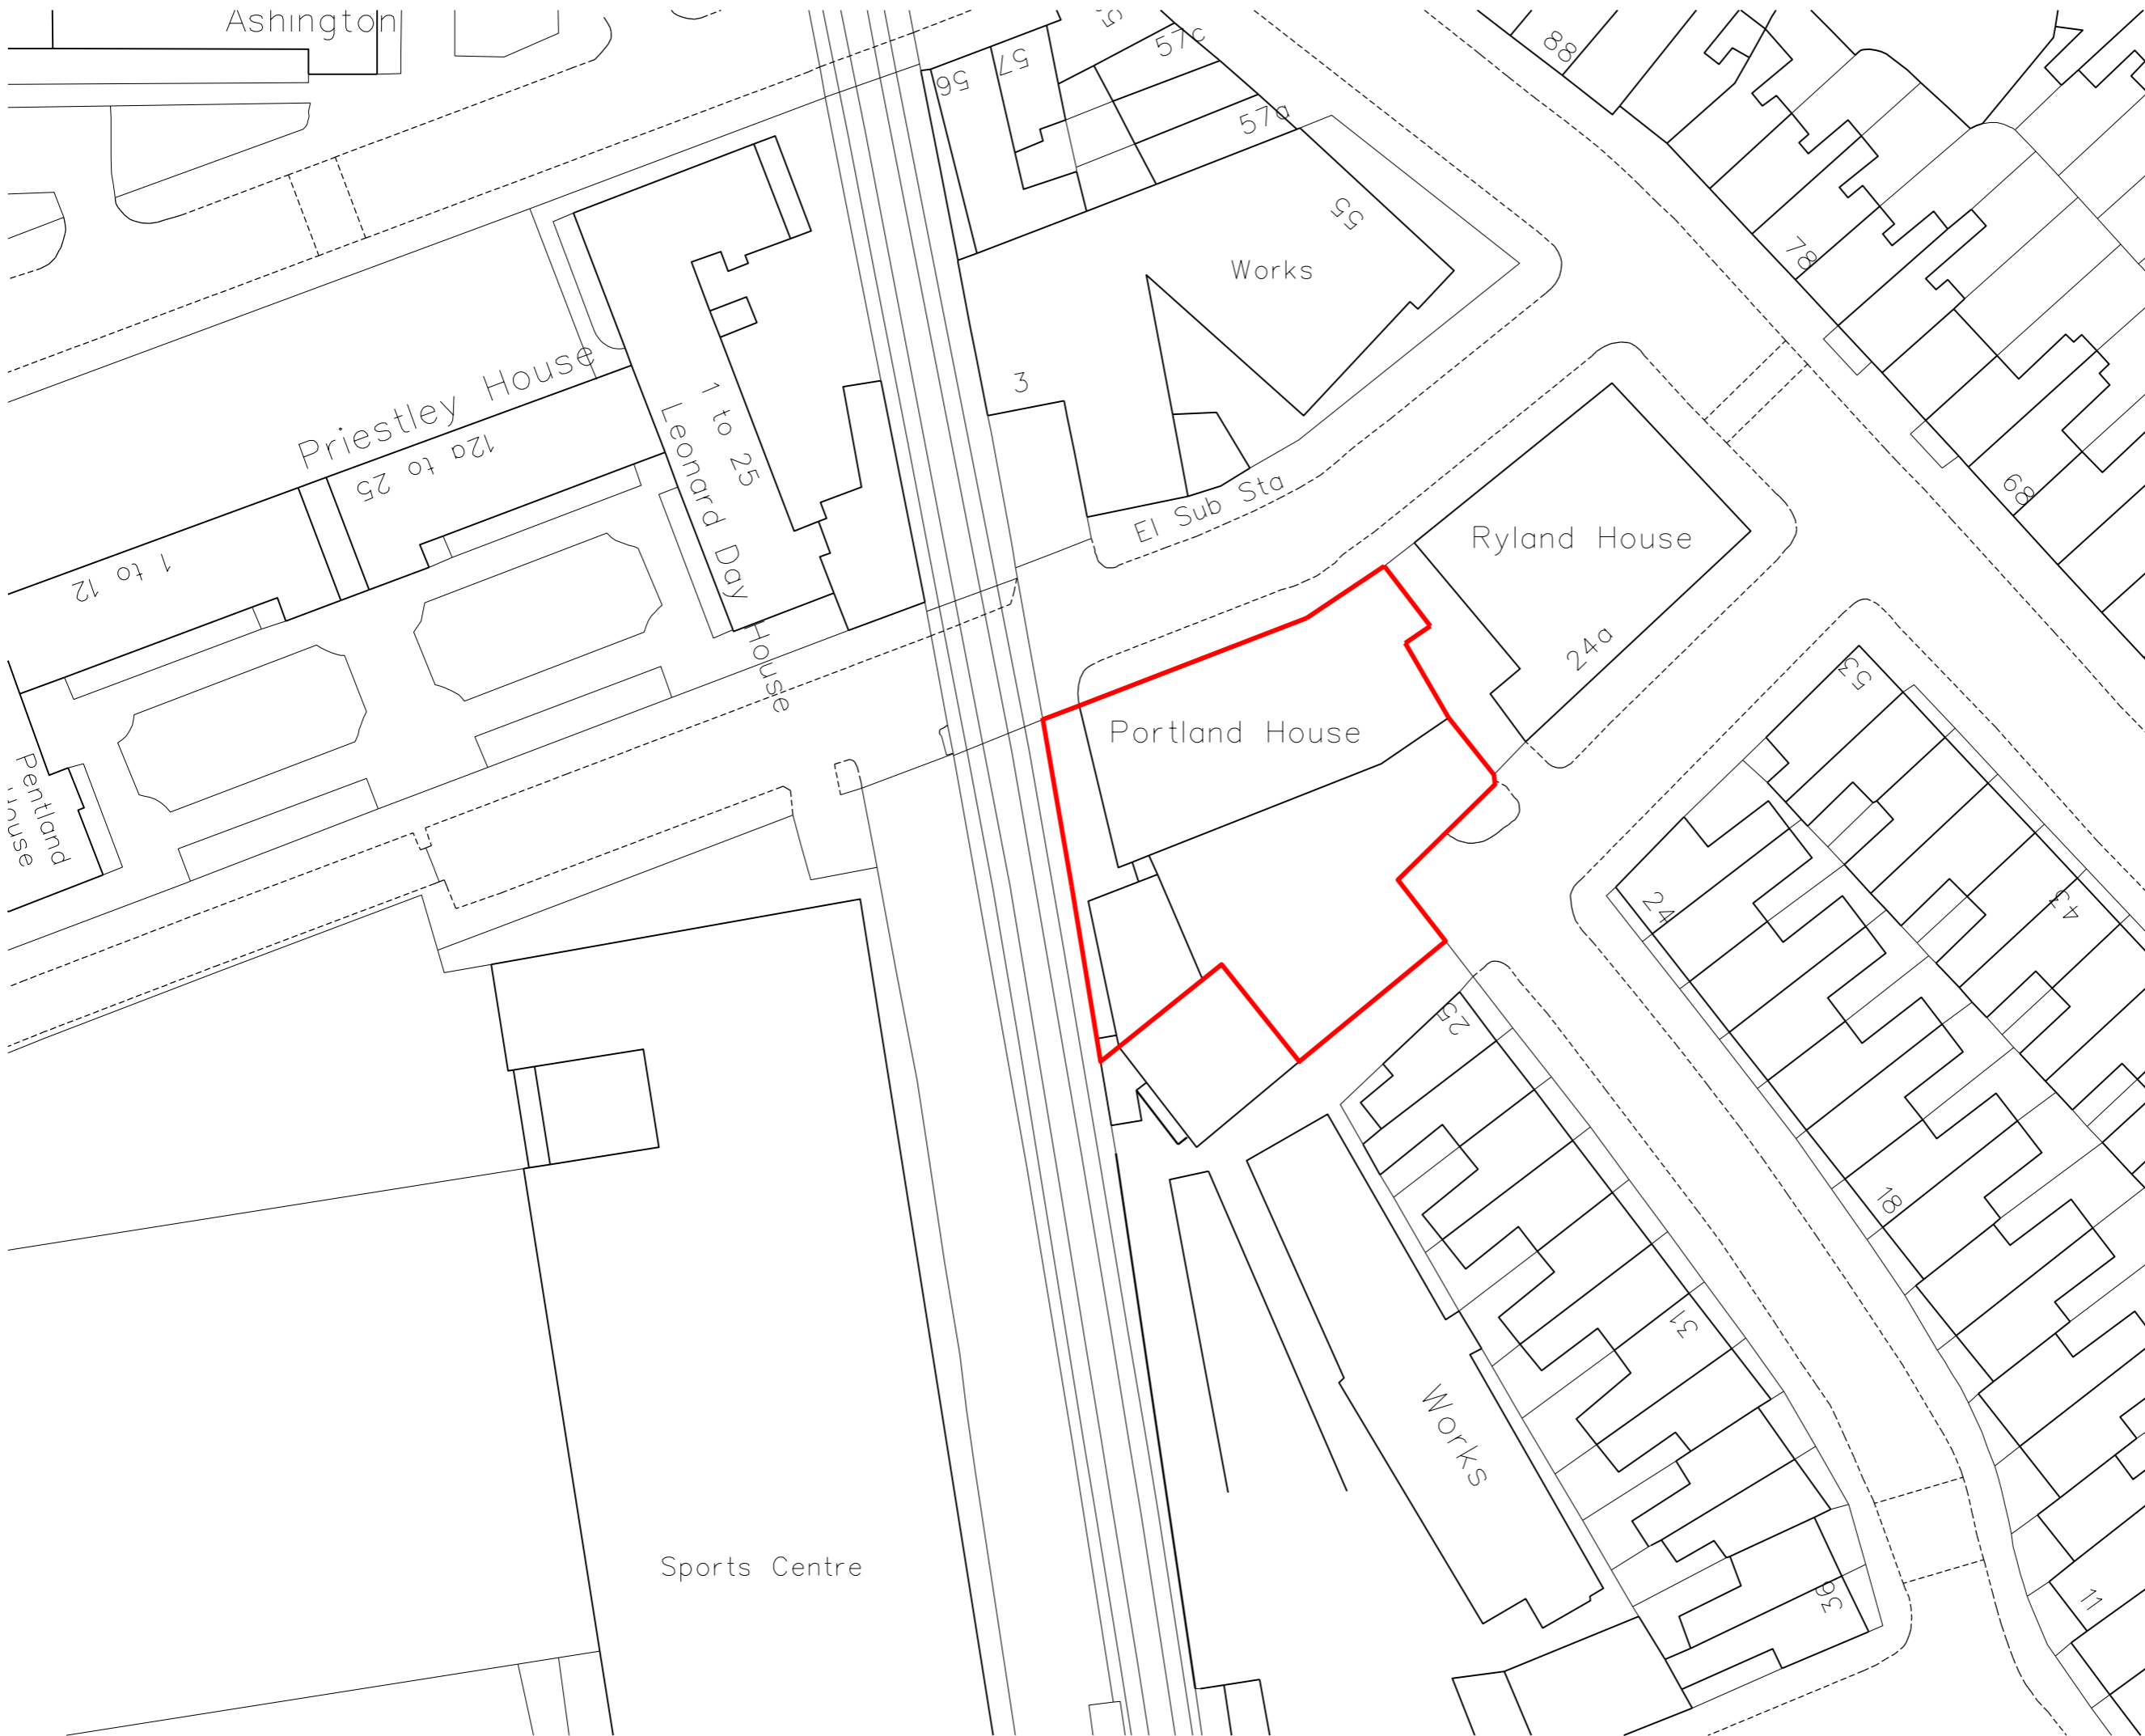 Ashington
88
57c
57
56
57a
55
Works
78
3
Priestley House
12a to 25
1 to 25
Leonard Day House
68
El Sub Sta
Ryland House
1 to 12
24a
53
Portland House
Pentland
House
24
43
25
18
31
Works
Sports Centre
36
11